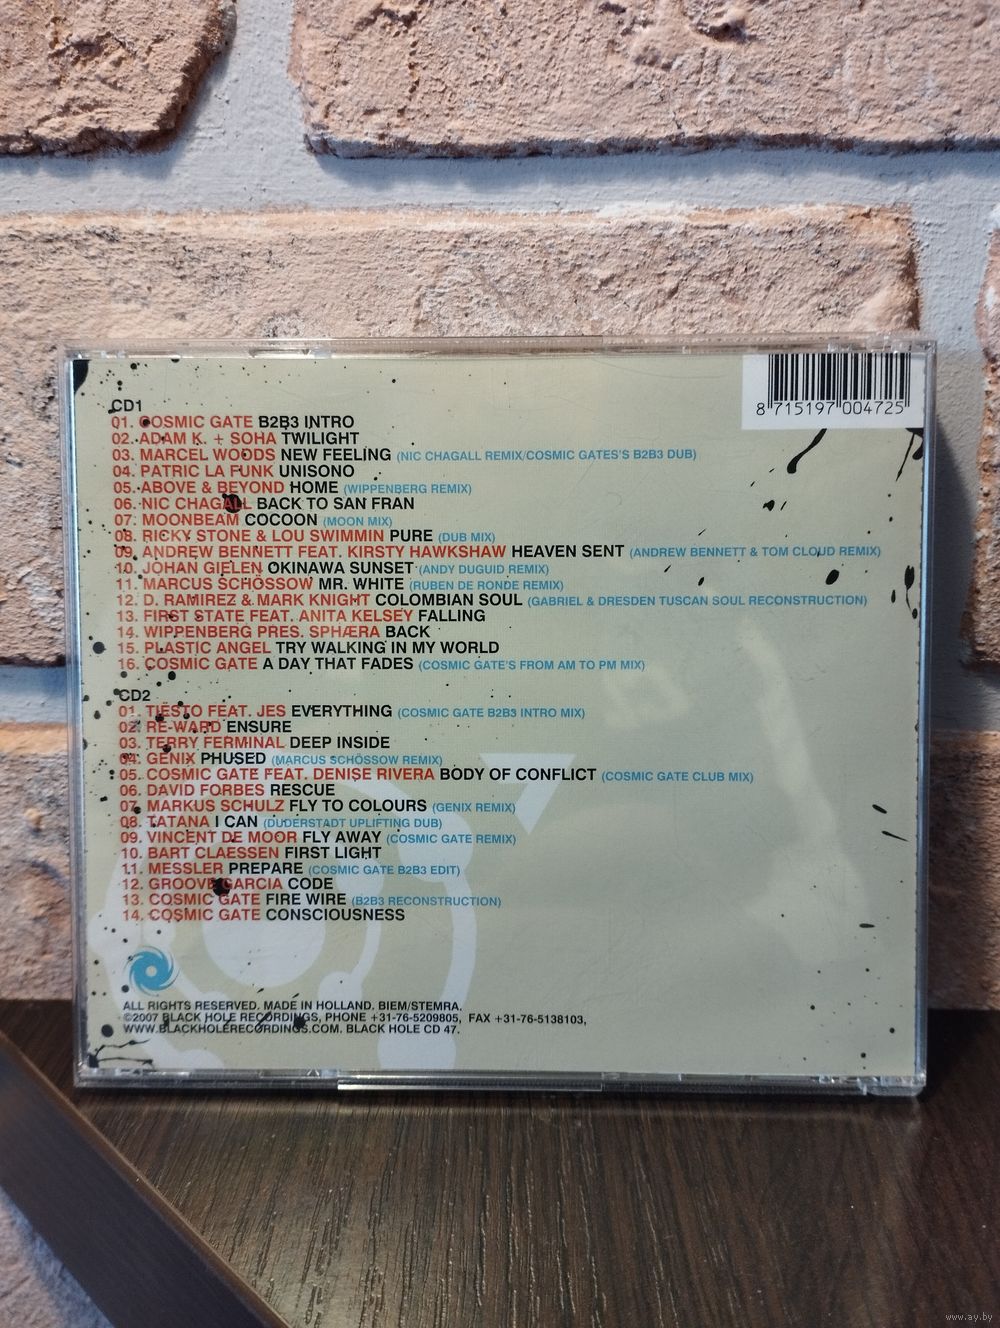 8 715197 004725
CD1
01. COSMIC GATE B2B3 INTRO
02. ADAM K. + SOHA TWILIGHT
03. MARCEL WOODS NEW FEELING (NIC CHAGALL REMIX/COSMIC GATES'S B2B3 DUB)
04. PATRIC LA FUNK UNISONO
05. ABOVE & BEYOND HOME (WIPPENBERG REMIX)
06. NIC CHAGALL BACK TO SAN FRAN
07. MOONBEAM COCOON (MOON MIX)
08. RICKY STONE & LOU SWIMMIN PURE (DUB MIX)
09. ANDREW BENNETT FEAT. KIRSTY HAWKSHAW HEAVEN SENT (ANDREW BENNETT & TOM CLOUD REMIX)
10. JOHAN GIELEN OKINAWA SUNSET (ANDY DUGUID REMIX)
11. MARCUS SCHÖSSOW MR. WHITE (RUBEN DE RONDE REMIX)
12. D. RAMIREZ & MARK KNIGHT COLOMBIAN SOUL (GABRIEL & DRESDEN TUSCAN SOUL RECONSTRUCTION)
13. FIRST STATE FEAT. ANITA KELSEY FALLING
14. WIPPENBERG PRES. SPHÆRA BACK
15. PLASTIC ANGEL TRY WALKING IN MY WORLD
16. COSMIC GATE A DAY THAT FADES (COSMIC GATE'S FROM AM TO PM MIX)
CD2
01. TIËSTO FEAT. JES EVERYTHING (COSMIC GATE B2B3 INTRO MIX)
02. RE-WARD ENSURE
03. TERRY FERMINAL DEEP INSIDE
04. GENIX PHUSED (MARCUS SCHÖSSOW REMIX)
05. COSMIC GATE FEAT. DENISE RIVERA BODY OF CONFLICT (COSMIC GATE CLUB MIX)
06. DAVID FORBES RESCUE
07. MARKUS SCHULZ FLY TO COLOURS (GENIX REMIX)
08. TATANA I CAN (DUDERSTADT UPLIFTING DUB)
09. VINCENT DE MOOR FLY AWAY (COSMIC GATE REMIX)
10. BART CLAESSEN FIRST LIGHT
11. MESSLER PREPARE (COSMIC GATE B2B3 EDIT)
12. GROOVE GARCIA CODE
13. COSMIC GATE FIRE WIRE (B2B3 RECONSTRUCTION)
14. COSMIC GATE CONSCIOUSNESS
ALL RIGHTS RESERVED. MADE IN HOLLAND. BIEM/STEMRA.
©2007 BLACK HOLE RECORDINGS, PHONE +31-76-5209805, FAX +31-76-5138103,
WWW.BLACKHOLERECORDINGS.COM. BLACK HOLE CD 47.
www.ay.by